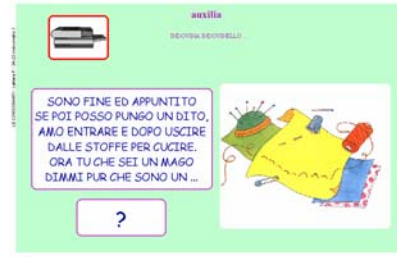 auxilia
INDOVINA INDOVINELLO ...
SONO FINE ED APPUNTITO
SE POI POSSO PUNGO UN DITO,
AMO ENTRARE E DOPO USCIRE
DALLE STOFFE PER CUCIRE.
ORA TU CHE SEI UN MAGO
DIMMI PUR CHE SONO UN ...
?